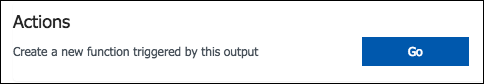 Actions
Create a new function triggered by this output
Go